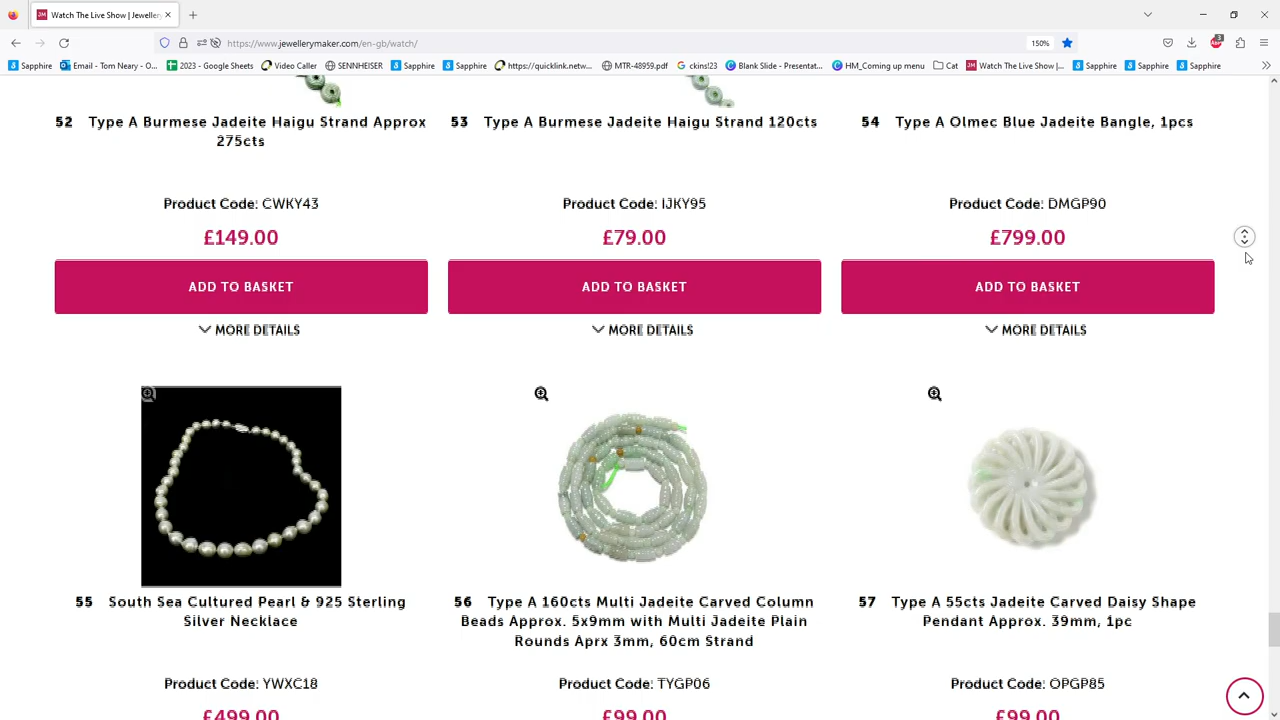 Watch The Live Show | Jeweller
https://www.jewellerymaker.com/en-gb/watch/
150%
3
Sapphire
Email - Tom Neary - O...
2023 - Google Sheets
Video Caller
SENNHEISER
Sapphire
Sapphire
https://quicklink.netw...
MTR-48959.pdf
ckins!23
Blank Slide - Presentat...
HM_Coming up menu
Cat
Watch The Live Show |...
Sapphire
Sapphire
Sapphire
52 Type A Burmese Jadeite Haigu Strand Approx
275cts
Product Code: CWKY43
£149.00
ADD TO BASKET
MORE DETAILS
53 Type A Burmese Jadeite Haigu Strand 120cts
Product Code: IJKY95
£79.00
ADD TO BASKET
MORE DETAILS
54 Type A Olmec Blue Jadeite Bangle, 1pcs
Product Code: DMGP90
£799.00
ADD TO BASKET
MORE DETAILS
55 South Sea Cultured Pearl & 925 Sterling
Silver Necklace
Product Code: YWXC18
£499.00
56 Type A 160cts Multi Jadeite Carved Column
Beads Approx. 5x9mm with Multi Jadeite Plain
Rounds Aprx 3mm, 60cm Strand
Product Code: TYGP06
£99.00
57 Type A 55cts Jadeite Carved Daisy Shape
Pendant Approx. 39mm, 1pc
Product Code: OPGP85
£99.00